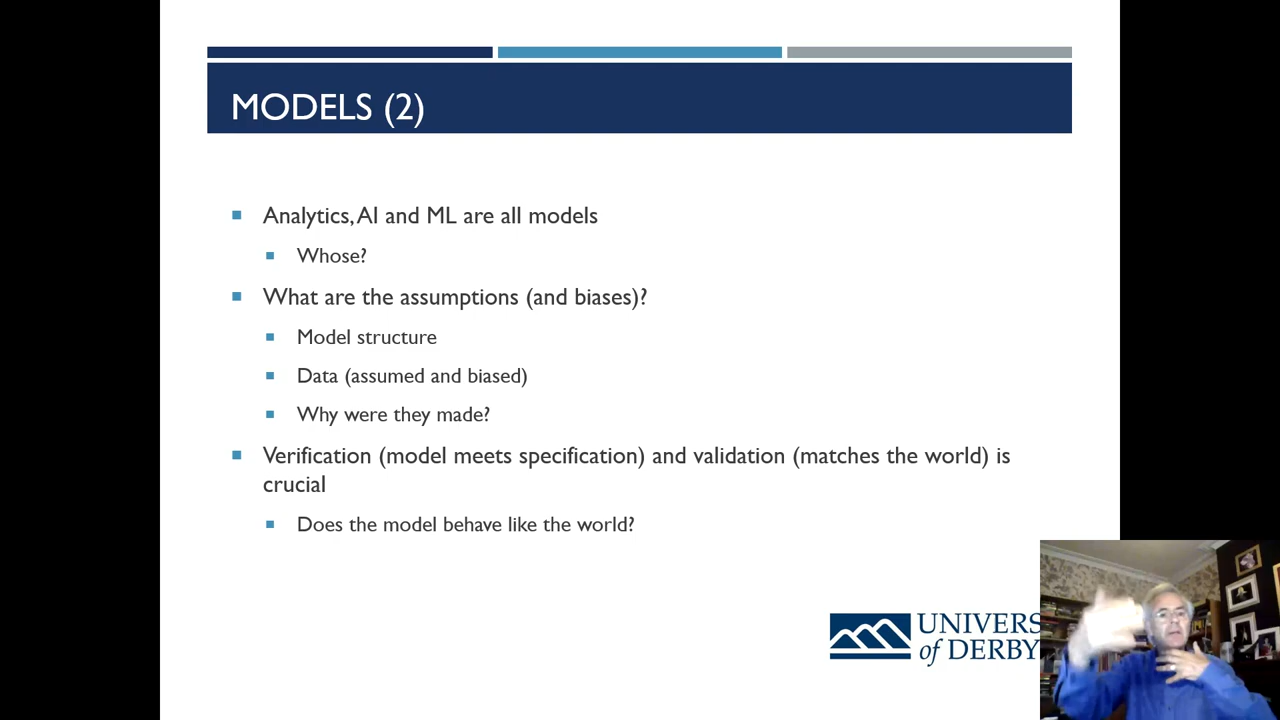 MODELS (2)
Analytics, AI and ML are all models
Whose?
What are the assumptions (and biases)?
Model structure
Data (assumed and biased)
Why were they made?
Verification (model meets specification) and validation (matches the world) is
crucial
Does the model behave like the world?
UNIVERS
of DERBY